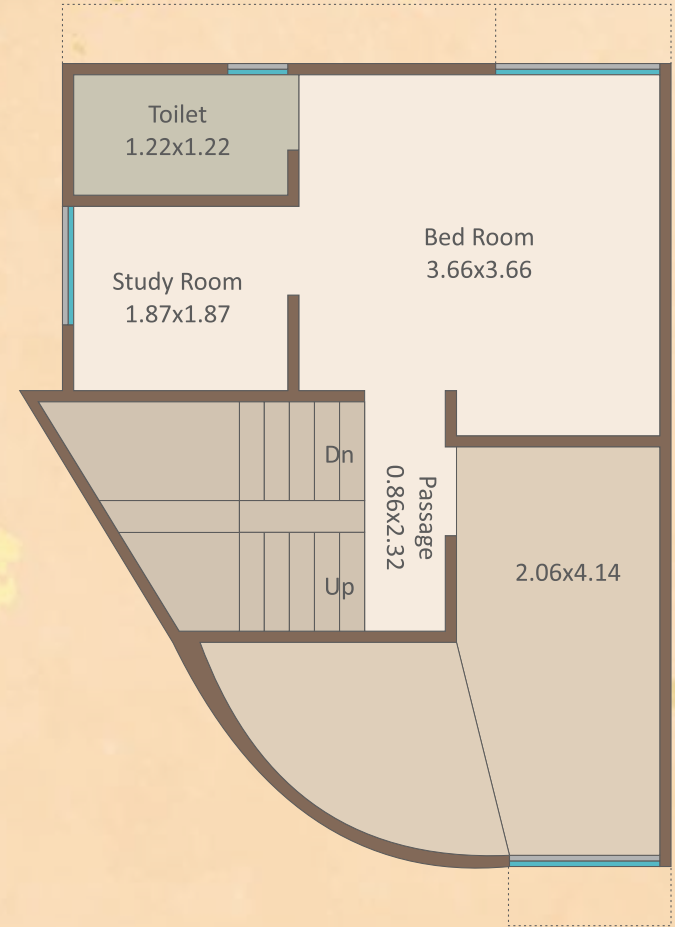 Toilet
1.22x1.22
Bed Room
3.66x3.66
Study Room
1.87x1.87
Dn
Passage
0.86x2.32
Up
2.06x4.14